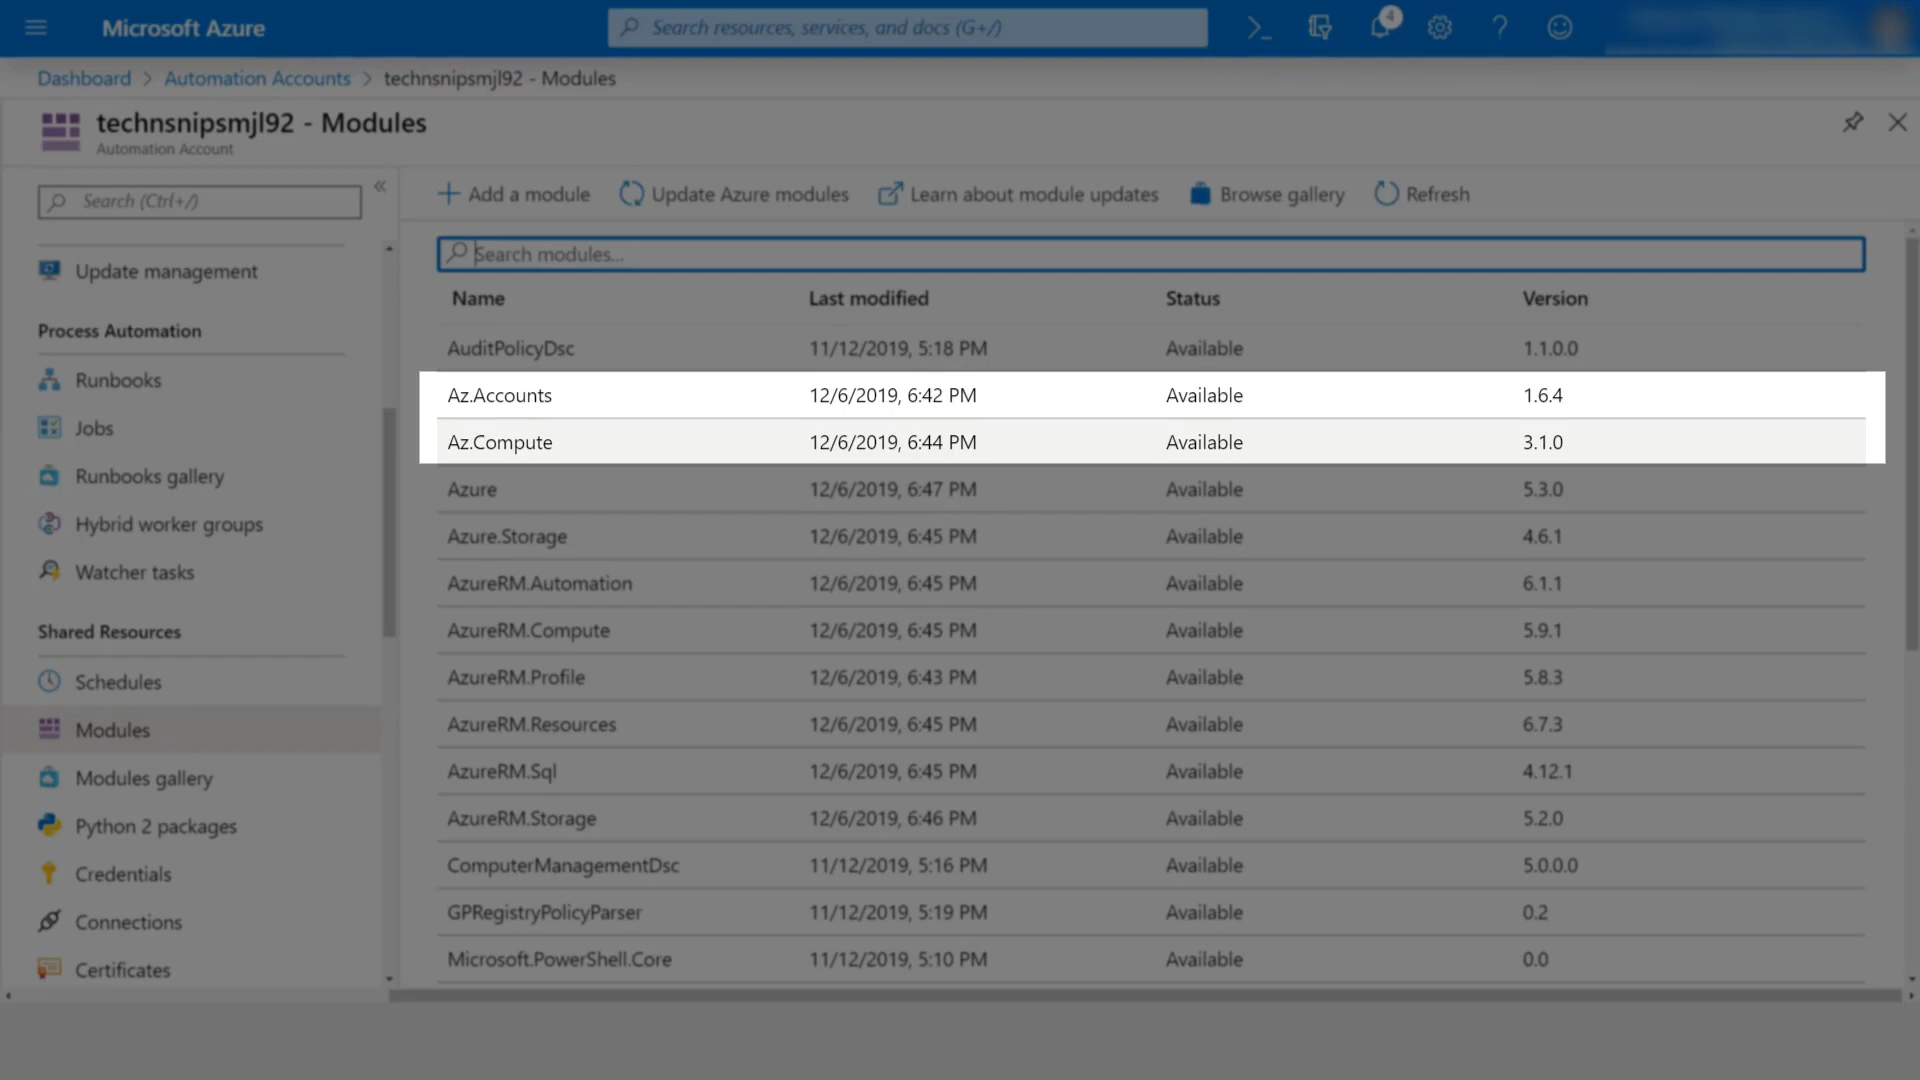 Microsoft Azure
Search resources, services, and docs (G+/)
4
Dashboard > Automation Accounts > technsnipsmjl92 - Modules
technsnipsmjl92 - Modules
Automation Account
Search (Ctrl+/)
«
Add a module
Update Azure modules
Learn about module updates
Browse gallery
Refresh
Update management
Process Automation
Runbooks
Jobs
Runbooks gallery
Hybrid worker groups
Watcher tasks
Shared Resources
Schedules
Modules
Modules gallery
Python 2 packages
Credentials
Connections
Certificates
Search modules...
Name Last modified Status Version
AuditPolicyDsc 11/12/2019, 5:18 PM Available 1.1.0.0
Az.Accounts 12/6/2019, 6:42 PM Available 1.6.4
Az.Compute 12/6/2019, 6:44 PM Available 3.1.0
Azure 12/6/2019, 6:47 PM Available 5.3.0
Azure.Storage 12/6/2019, 6:45 PM Available 4.6.1
AzureRM.Automation 12/6/2019, 6:45 PM Available 6.1.1
AzureRM.Compute 12/6/2019, 6:45 PM Available 5.9.1
AzureRM.Profile 12/6/2019, 6:43 PM Available 5.8.3
AzureRM.Resources 12/6/2019, 6:45 PM Available 6.7.3
AzureRM.Sql 12/6/2019, 6:45 PM Available 4.12.1
AzureRM.Storage 12/6/2019, 6:46 PM Available 5.2.0
ComputerManagementDsc 11/12/2019, 5:16 PM Available 5.0.0.0
GPRegistryPolicyParser 11/12/2019, 5:19 PM Available 0.2
Microsoft.PowerShell.Core 11/12/2019, 5:10 PM Available 0.0